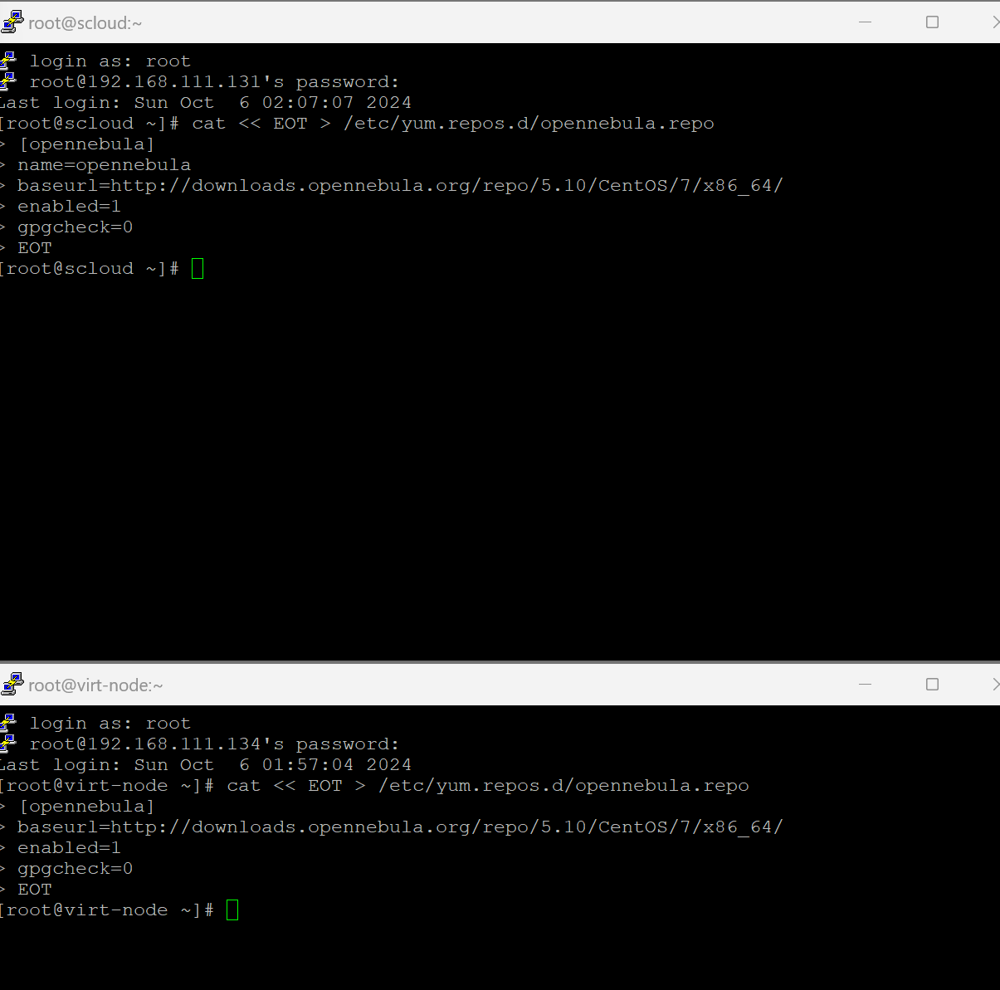 root@scloud:~
login as: root
root@192.168.111.131's password:
Last login: Sun Oct  6 02:07:07 2024
[root@scloud ~]# cat << EOT > /etc/yum.repos.d/opennebula.repo
> [opennebula]
> name=opennebula
> baseurl=http://downloads.opennebula.org/repo/5.10/CentOS/7/x86_64/
> enabled=1
> gpgcheck=0
> EOT
[root@scloud ~]#
root@virt-node:~
login as: root
root@192.168.111.134's password:
Last login: Sun Oct  6 01:57:04 2024
[root@virt-node ~]# cat << EOT > /etc/yum.repos.d/opennebula.repo
> [opennebula]
> baseurl=http://downloads.opennebula.org/repo/5.10/CentOS/7/x86_64/
> enabled=1
> gpgcheck=0
> EOT
[root@virt-node ~]#